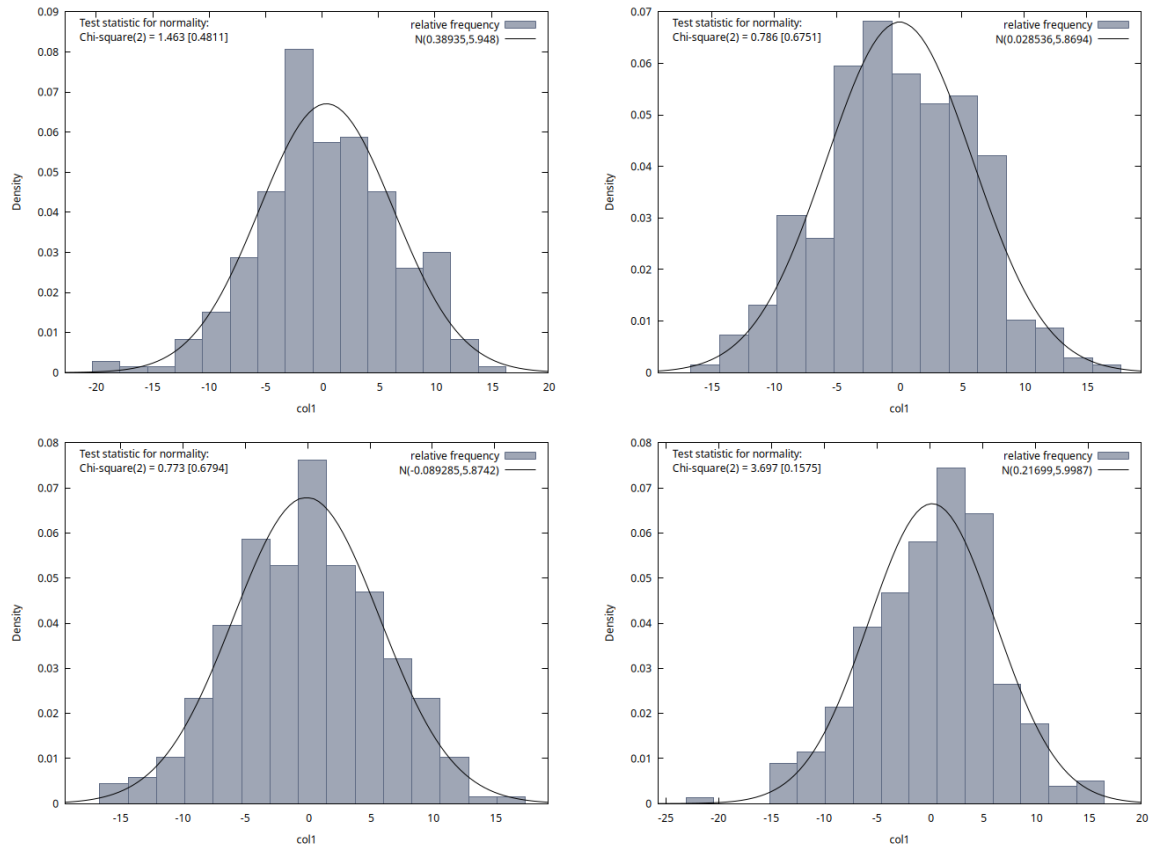 Test statistic for normality:
Chi-square(2) = 1.463 [0.4811]
relative frequency
N(0.38935,5.948)
0.09
0.08
0.07
0.06
0.05
0.04
0.03
0.02
0.01
0
Density
-20 -15 -10 -5 0 5 10 15 20
col1
Test statistic for normality:
Chi-square(2) = 0.786 [0.6751]
relative frequency
N(0.028536,5.8694)
0.07
0.06
0.05
0.04
0.03
0.02
0.01
0
Density
-15 -10 -5 0 5 10 15
col1
Test statistic for normality:
Chi-square(2) = 0.773 [0.6794]
relative frequency
N(-0.089285,5.8742)
0.08
0.07
0.06
0.05
0.04
0.03
0.02
0.01
0
Density
-15 -10 -5 0 5 10 15
col1
Test statistic for normality:
Chi-square(2) = 3.697 [0.1575]
relative frequency
N(0.21699,5.9987)
0.08
0.07
0.06
0.05
0.04
0.03
0.02
0.01
0
Density
-25 -20 -15 -10 -5 0 5 10 15 20
col1